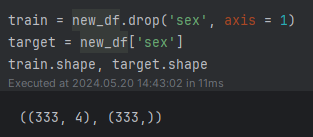 train = new_df.drop('sex', axis = 1)
target = new_df['sex']
train.shape, target.shape
Executed at 2024.05.20 14:43:02 in 11ms
((333, 4), (333,))